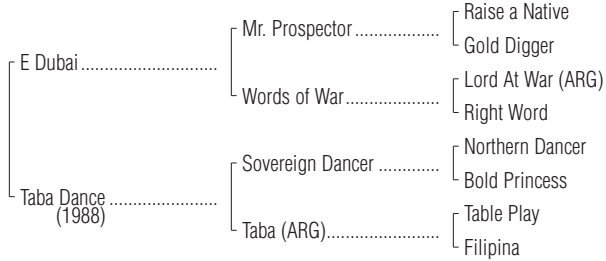 Raise a Native
Mr. Prospector
Gold Digger
E Dubai
Lord At War (ARG)
Words of War
Right Word
Northern Dancer
Sovereign Dancer
Bold Princess
Taba Dance
(1988)
Table Play
Taba (ARG)
Filipina